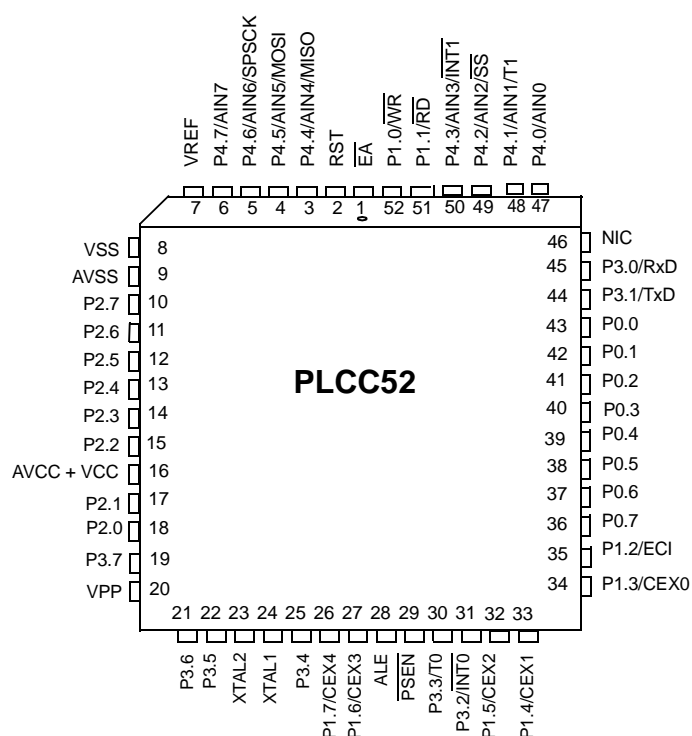 VREF
P4.7/AIN7
P4.6/AIN6/SPSCK
P4.5/AIN5/MOSI
P4.4/AIN4/MISO
RST
EA
P1.0/WR
P1.1/RD
P4.3/AIN3/INT1
P4.2/AIN2/SS
P4.1/AIN1/T1
P4.0/AIN0
7 6 5 4 3 2 1 52 51 50 49 48 47
VSS 8
AVSS 9
P2.7 10
P2.6 11
P2.5 12
P2.4 13
P2.3 14
P2.2 15
AVCC + VCC 16
P2.1 17
P2.0 18
P3.7 19
VPP 20
PLCC52
46 NIC
45 P3.0/RxD
44 P3.1/TxD
43 P0.0
42 P0.1
41 P0.2
40 P0.3
39 P0.4
38 P0.5
37 P0.6
36 P0.7
35 P1.2/ECI
34 P1.3/CEX0
21 22 23 24 25 26 27 28 29 30 31 32 33
P3.6
P3.5
XTAL2
XTAL1
P3.4
P1.7/CEX4
P1.6/CEX3
ALE
PSEN
P3.3/T0
P3.2/INT0
P1.5/CEX2
P1.4/CEX1